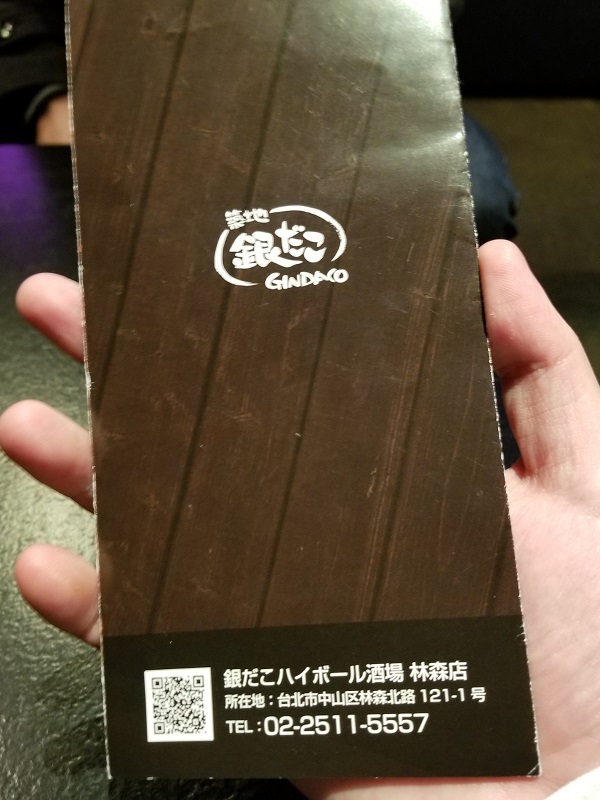 築地
銀だこ
GINDACO
銀だこハイボール酒場 林森店
所在地：台北市中山区林森北路 121-1 号
TEL：02-2511-5557